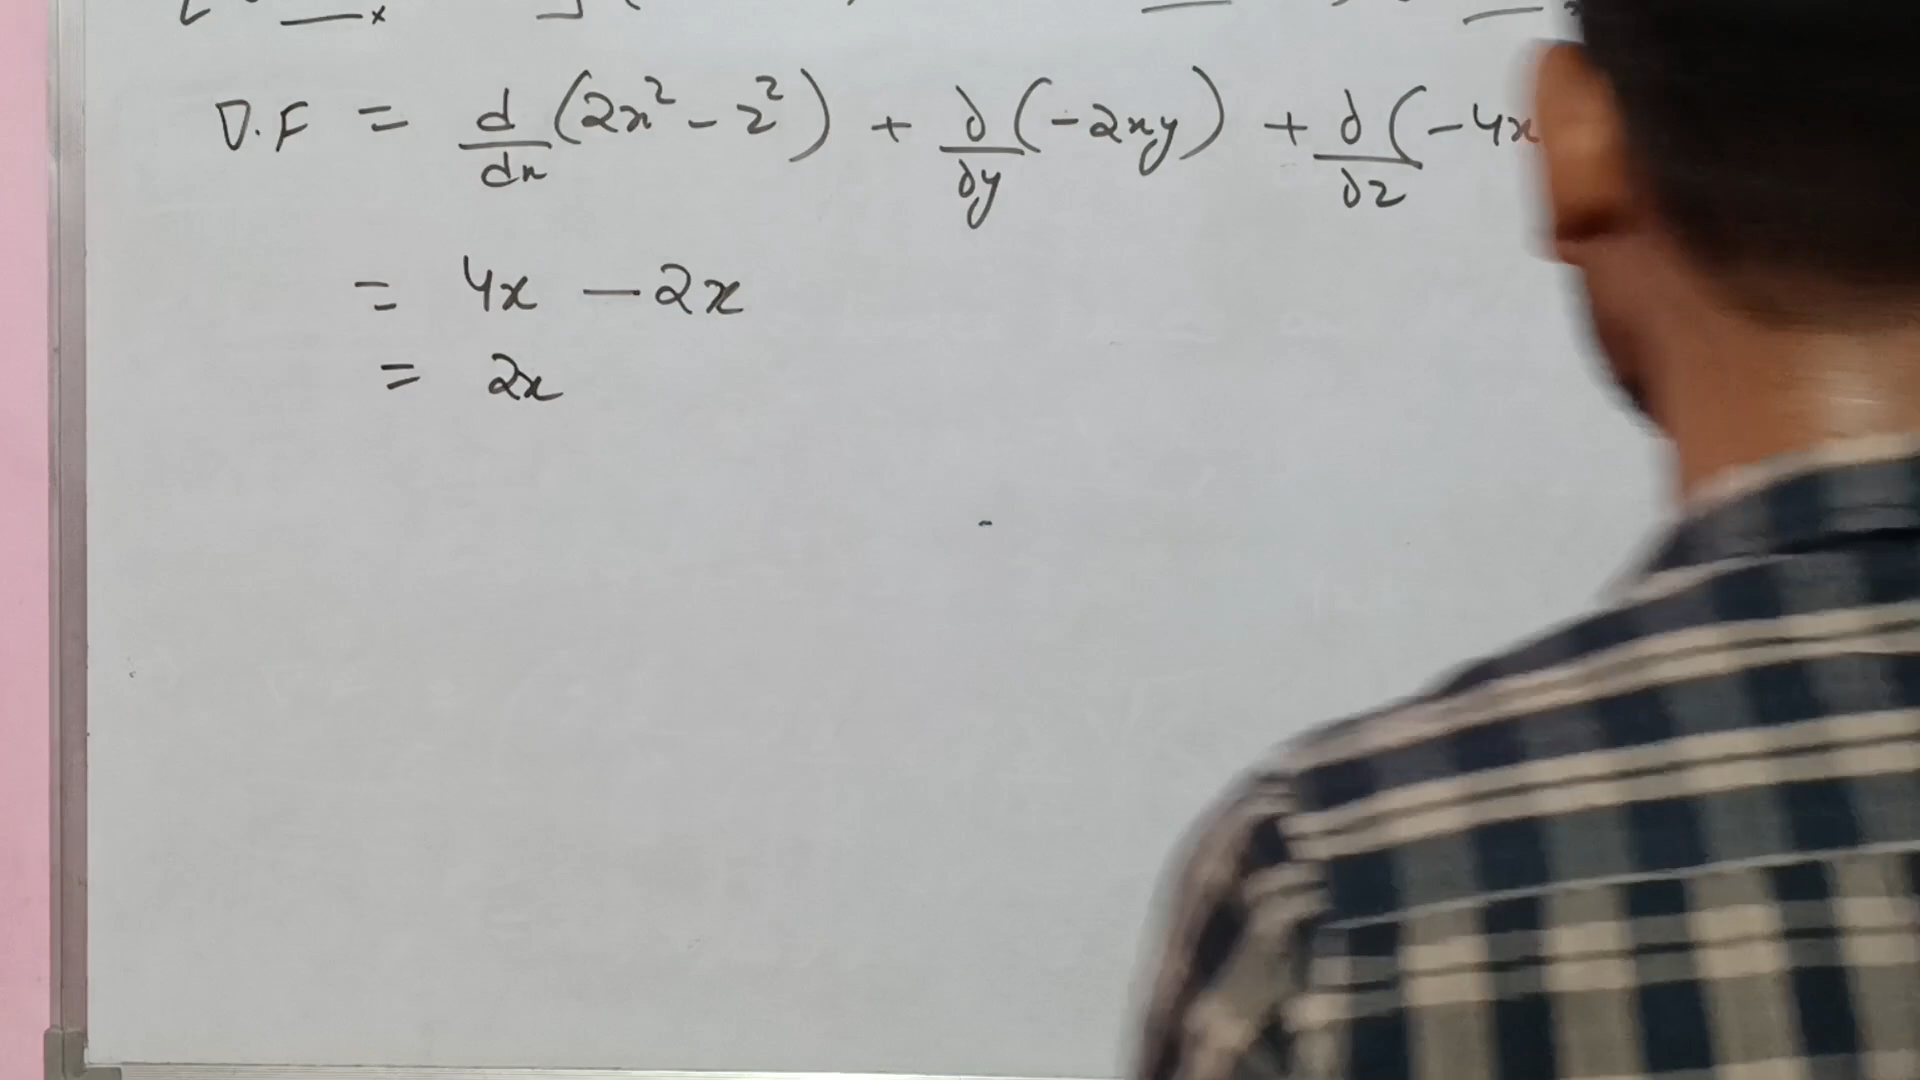 ∇.F = d/dx (2x² - z²) + ∂/∂y (-2xy) + ∂/∂z (-4x
= 4x - 2x
= 2x